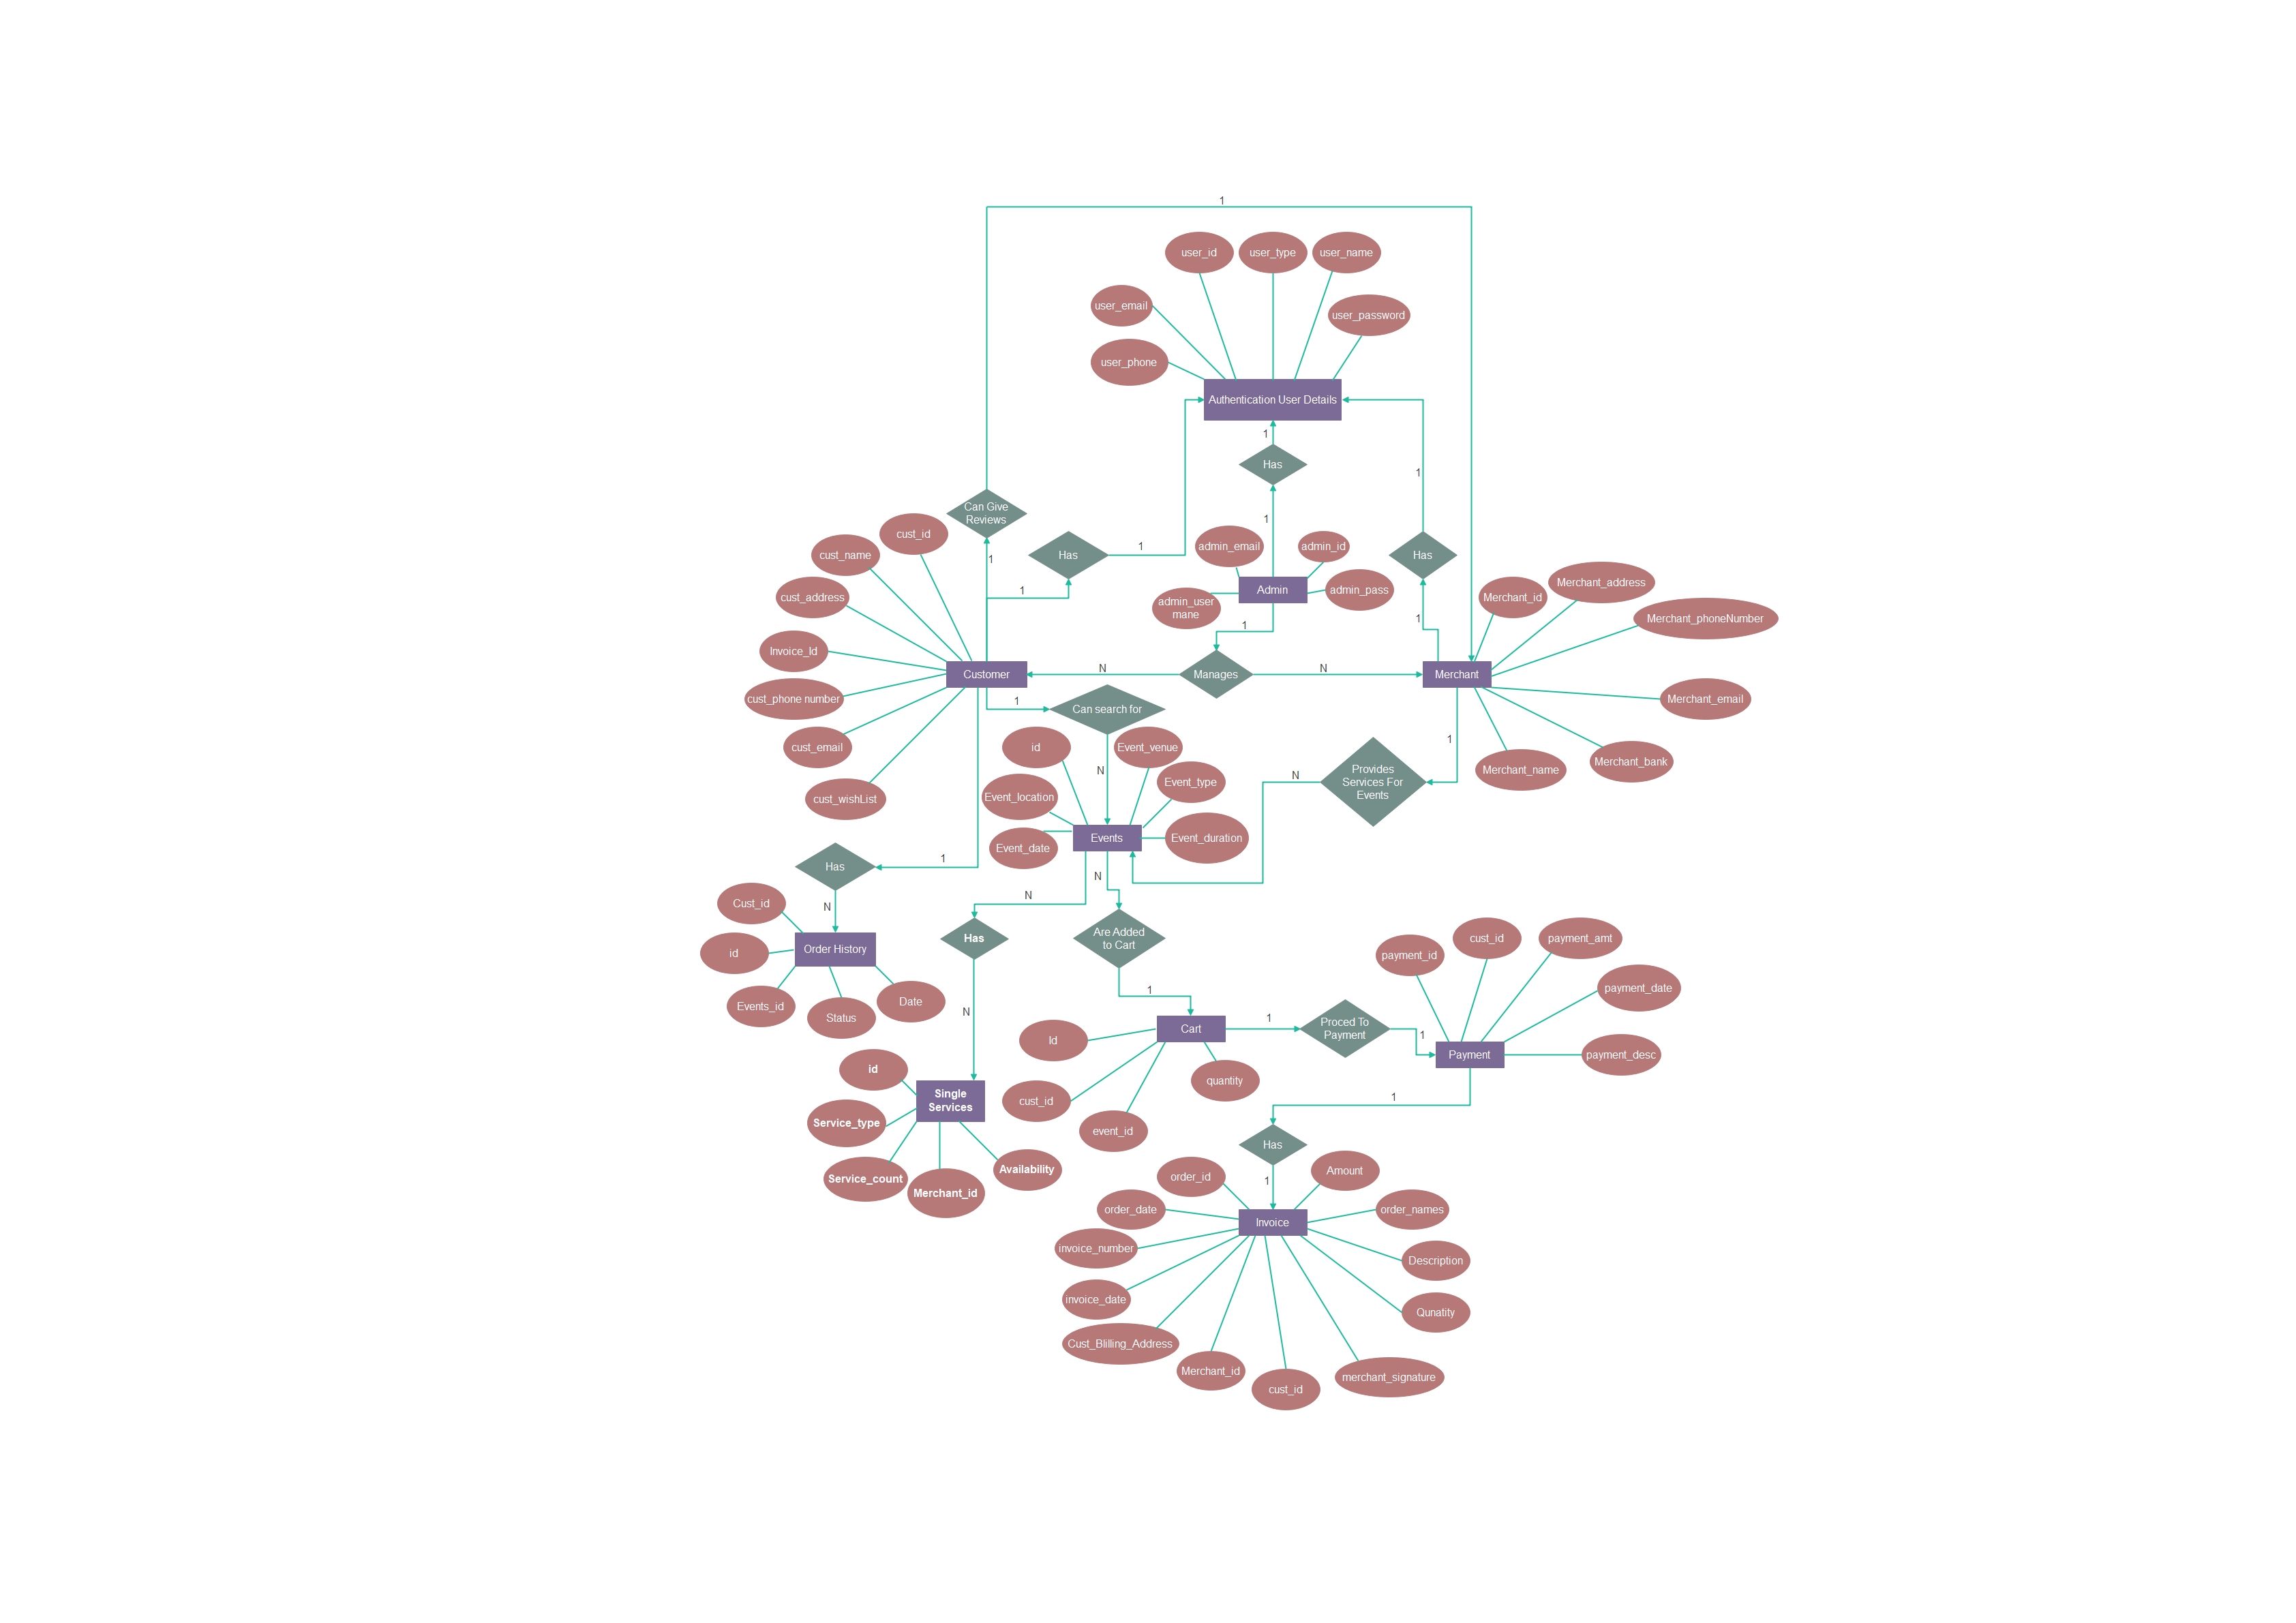 1
user_id
user_type
user_name
user_email
user_password
user_phone
Authentication User Details
1
Has
1
1
Can Give
Reviews
cust_id
1
cust_name
1
Has
1
admin_email
admin_id
Has
cust_address
1
Admin
admin_pass
admin_user
mane
Merchant_id
Merchant_address
Merchant_phoneNumber
1
1
Invoice_Id
Customer
N
Manages
N
Merchant
cust_phone number
1
Can search for
Merchant_email
cust_email
id
Event_venue
1
Merchant_name
Merchant_bank
N
Event_type
N
Provides
Services For
Events
cust_wishList
Event_location
Events
Event_duration
Event_date
1
Has
N
N
Cust_id
N
Has
Are Added
to Cart
Order History
id
Events_id
Status
Date
payment_id
cust_id
payment_amt
payment_date
1
N
Id
Cart
1
Proced To
Payment
1
Payment
payment_desc
id
Single
Services
quantity
cust_id
1
Service_type
event_id
Has
Service_count
Merchant_id
Availability
order_id
1
Amount
order_date
Invoice
order_names
invoice_number
Description
invoice_date
Qunatity
Cust_Blilling_Address
Merchant_id
cust_id
merchant_signature